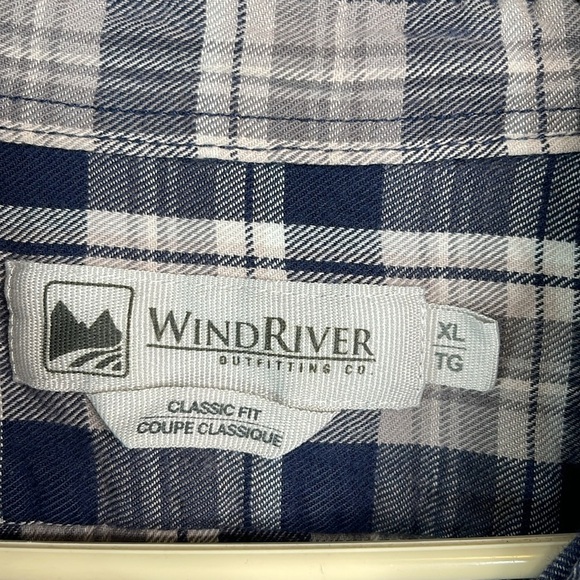 WINDRIVER
OUTFITTING CO.
XL
TG
CLASSIC FIT
COUPE CLASSIQUE